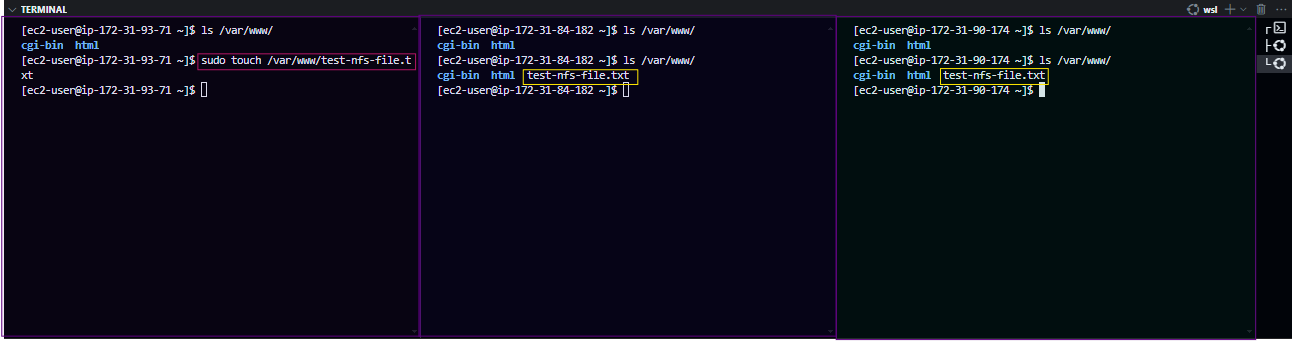 TERMINAL
wsl
[ec2-user@ip-172-31-93-71 ~]$ ls /var/www/
cgi-bin html
[ec2-user@ip-172-31-93-71 ~]$ sudo touch /var/www/test-nfs-file.t
xt
[ec2-user@ip-172-31-93-71 ~]$
[ec2-user@ip-172-31-84-182 ~]$ ls /var/www/
cgi-bin html
[ec2-user@ip-172-31-84-182 ~]$ ls /var/www/
cgi-bin html test-nfs-file.txt
[ec2-user@ip-172-31-84-182 ~]$
[ec2-user@ip-172-31-90-174 ~]$ ls /var/www/
cgi-bin html
[ec2-user@ip-172-31-90-174 ~]$ ls /var/www/
cgi-bin html test-nfs-file.txt
[ec2-user@ip-172-31-90-174 ~]$